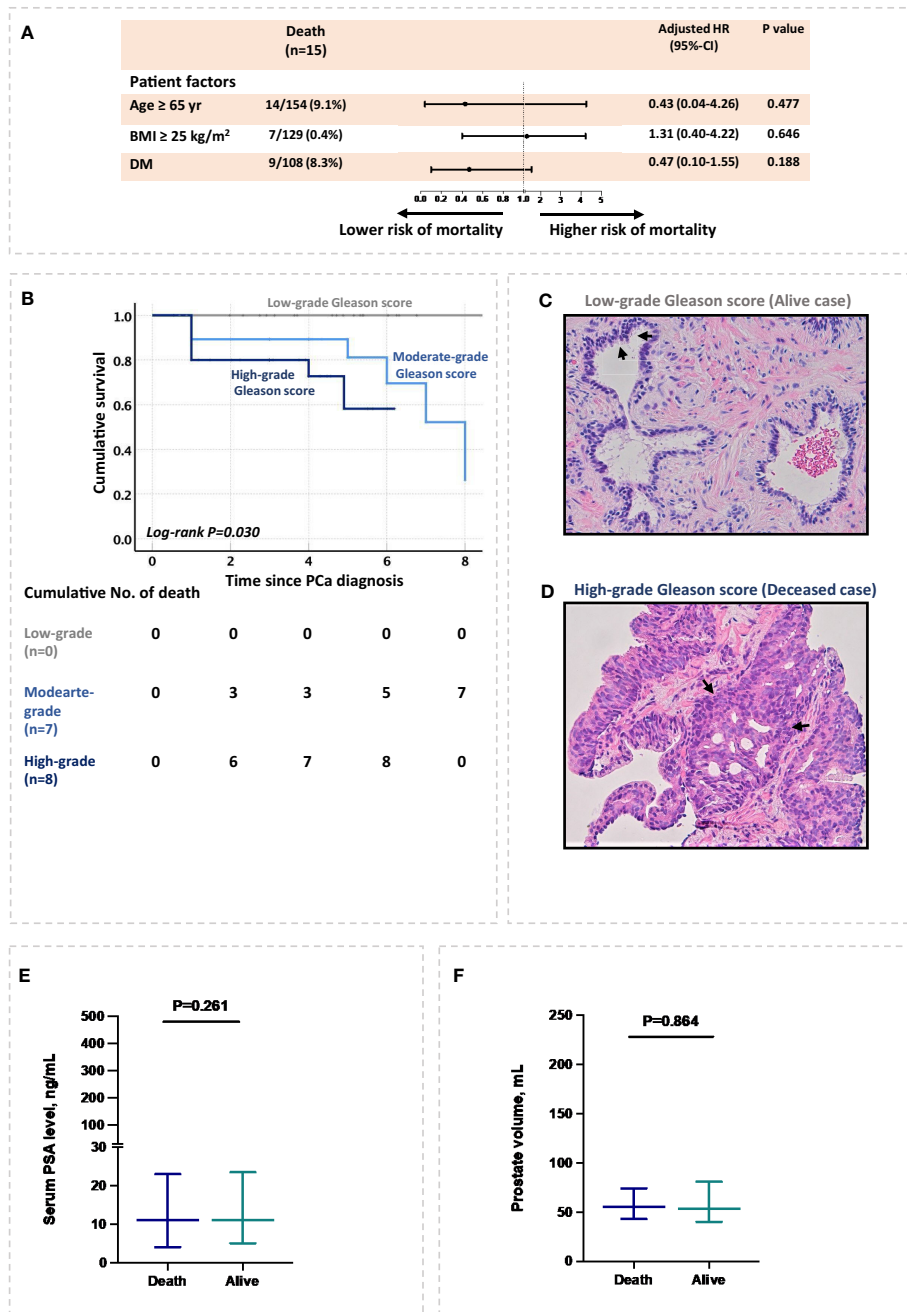 A
Death
(n=15)
Adjusted HR
(95%-CI)
P value
Patient factors
Age ≥ 65 yr 14/154 (9.1%) 0.43 (0.04-4.26) 0.477
BMI ≥ 25 kg/m² 7/129 (0.4%) 1.31 (0.40-4.22) 0.646
DM 9/108 (8.3%) 0.47 (0.10-1.55) 0.188
0.0 0.2 0.4 0.6 0.8 1.0 2 3 4 5
Lower risk of mortality Higher risk of mortality
B
Low-grade Gleason score
Moderate-grade
Gleason score
High-grade
Gleason score
Cumulative survival
1.0
0.8
0.6
0.4
0.2
0.0
Log-rank P=0.030
0 2 4 6 8
Time since PCa diagnosis
Cumulative No. of death
Low-grade
(n=0)
0 0 0 0 0
Modearte-
grade
(n=7)
0 3 3 5 7
High-grade
(n=8)
0 6 7 8 0
C Low-grade Gleason score (Alive case)
D High-grade Gleason score (Deceased case)
E
P=0.261
Serum PSA level, ng/mL
500
400
300
200
100
30
20
10
0
Death Alive
F
P=0.864
Prostate volume, mL
250
200
150
100
50
0
Death Alive